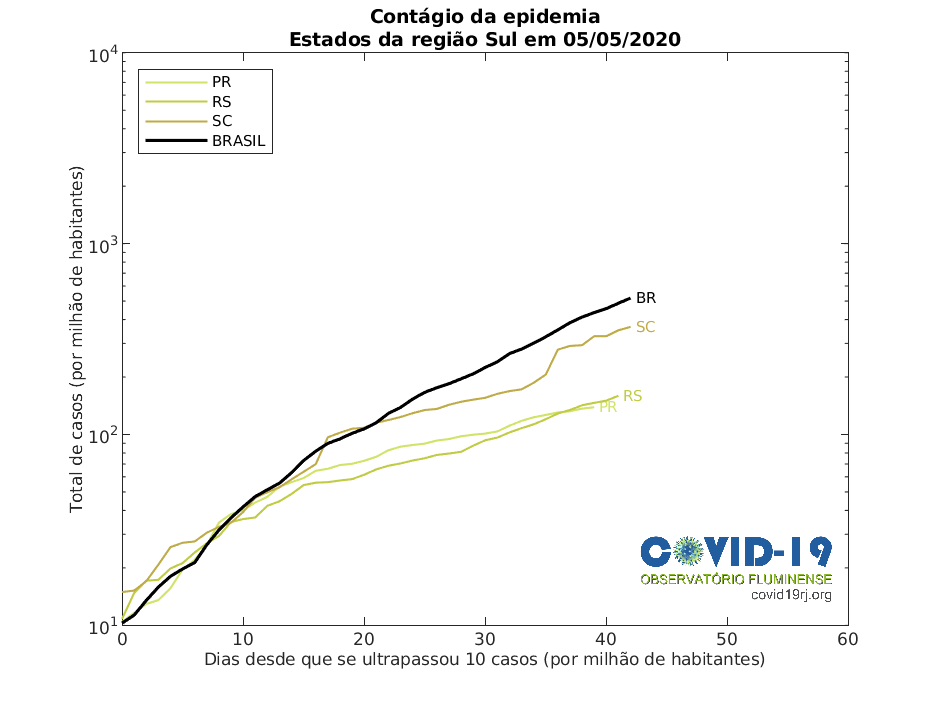 Contágio da epidemia
Estados da região Sul em 05/05/2020
Total de casos (por milhão de habitantes)
10^4
10^3
10^2
10^1
PR
RS
SC
BRASIL
BR
SC
RS
PR
COVID-19
OBSERVATÓRIO FLUMINENSE
covid19rj.org
0 10 20 30 40 50 60
Dias desde que se ultrapassou 10 casos (por milhão de habitantes)